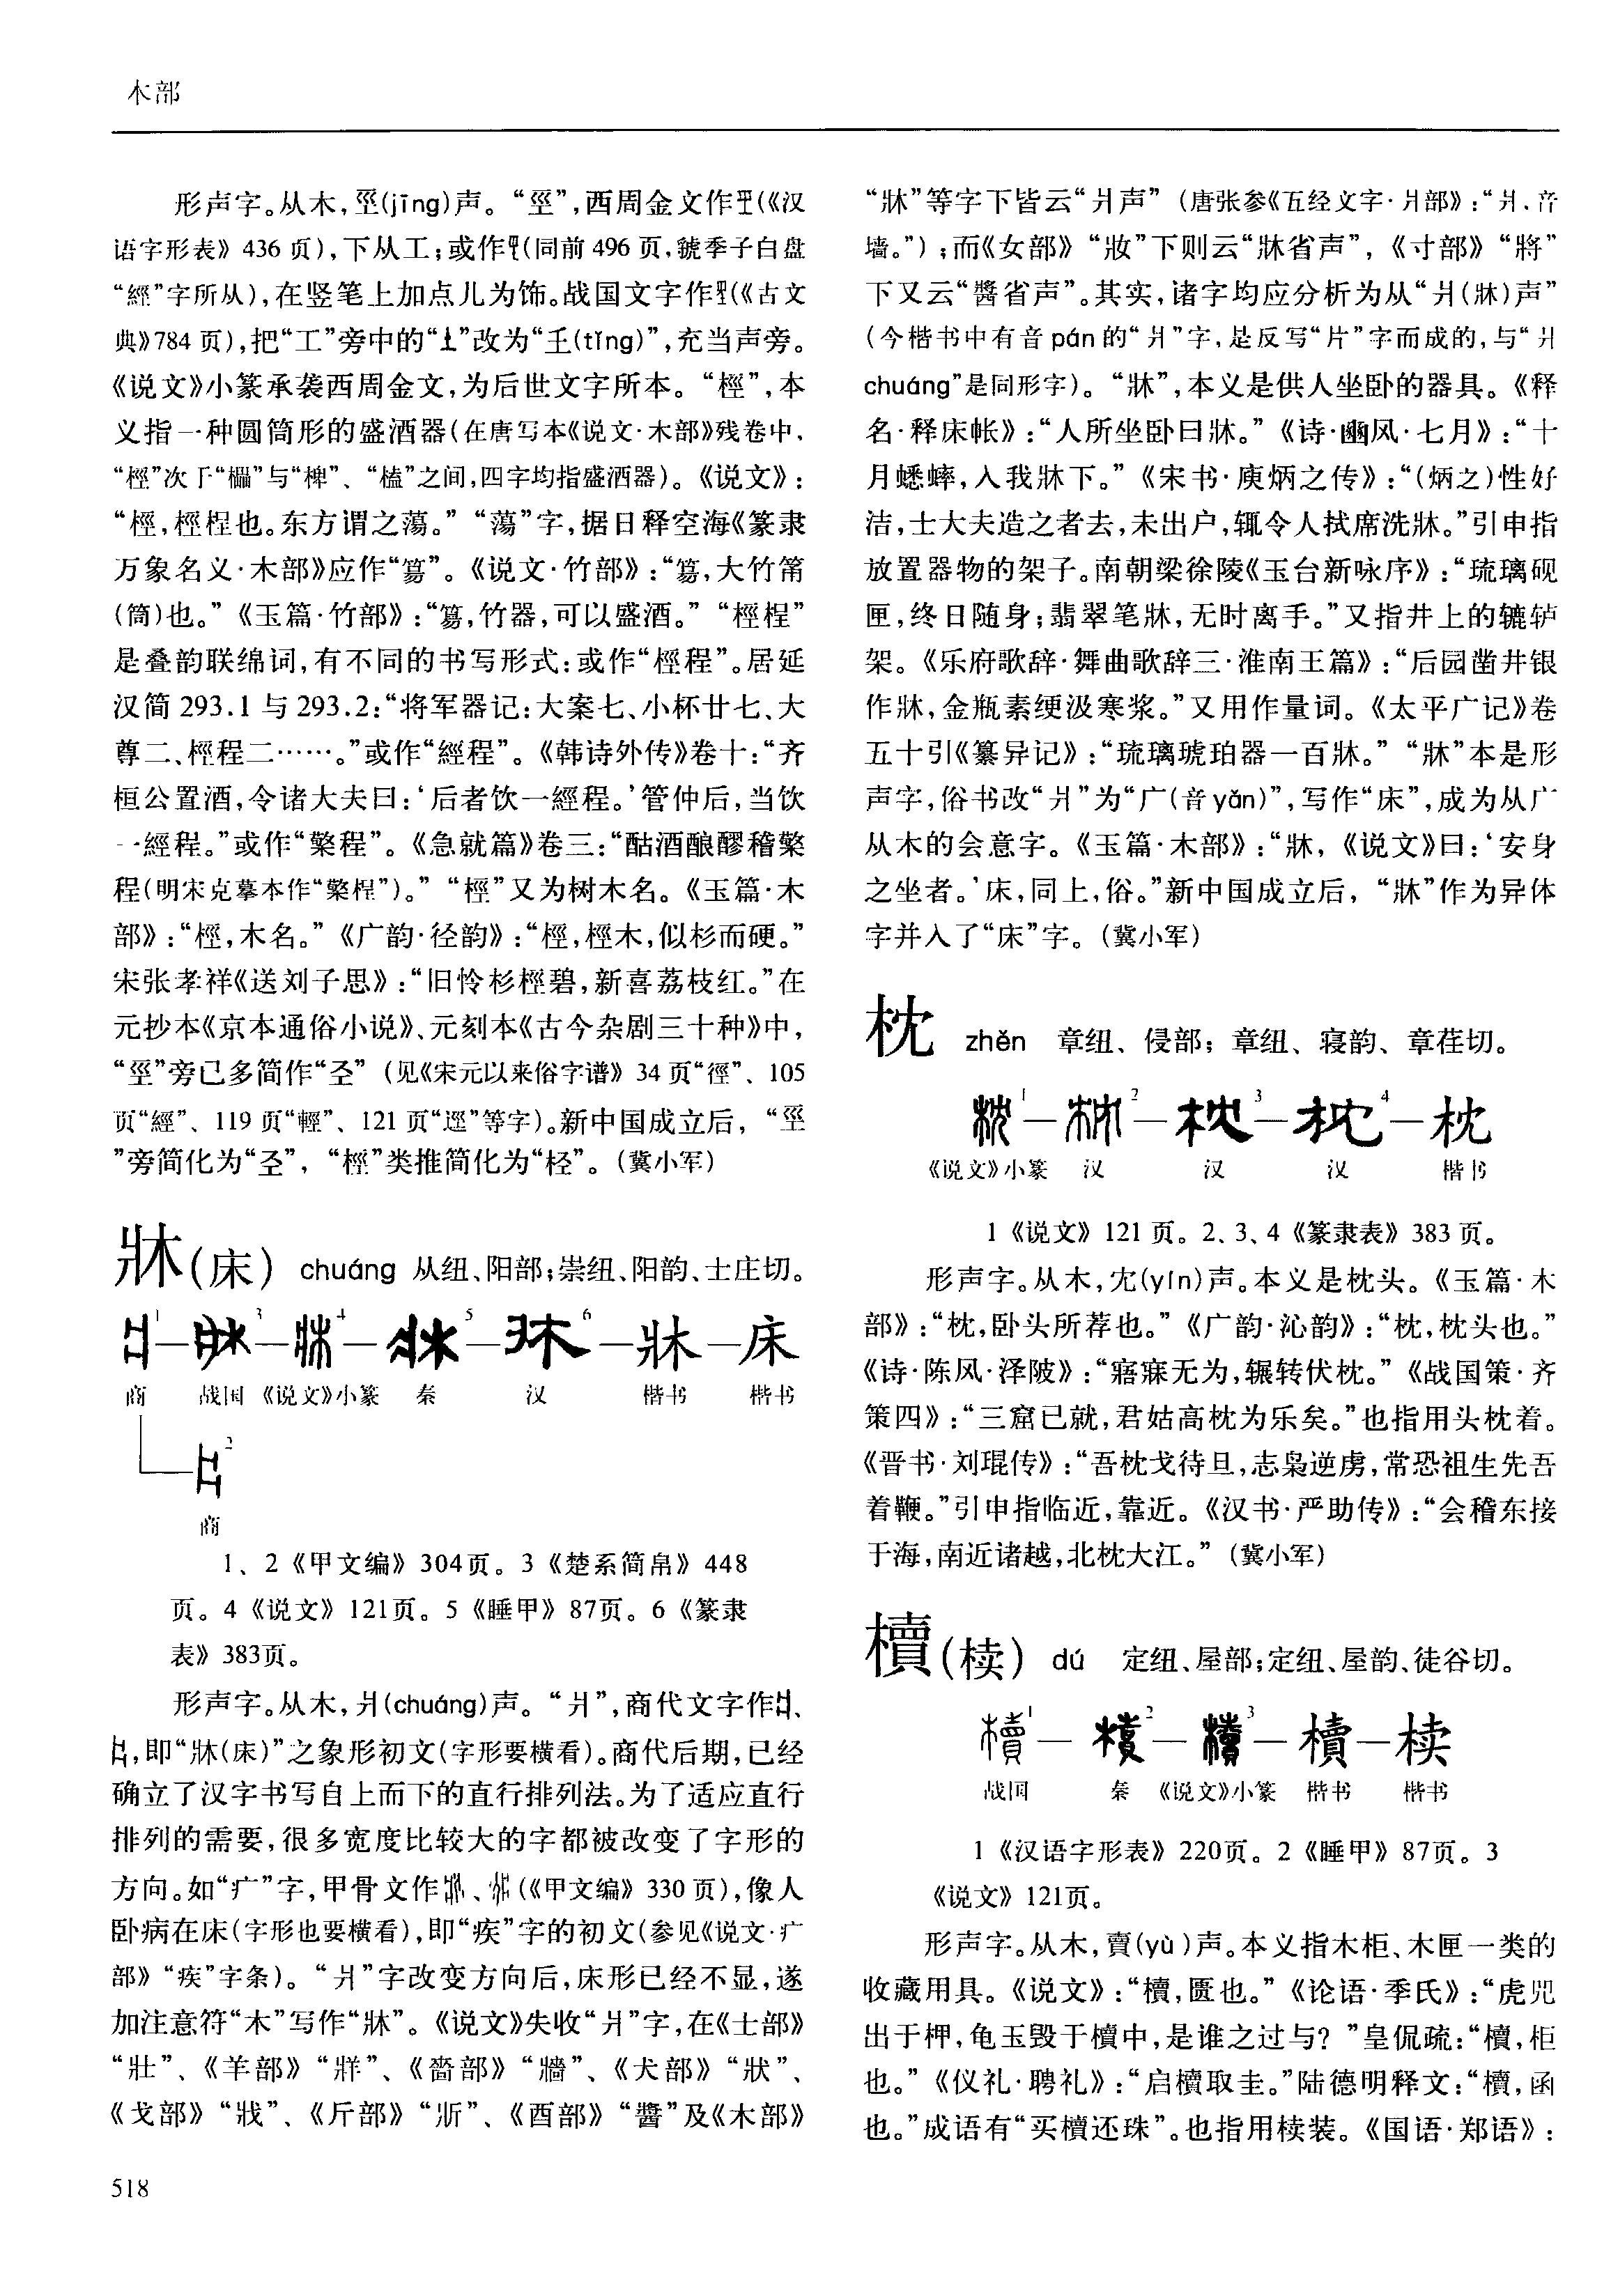 木部
形声字。从木，巠(jīng)声。“巠”，西周金文作(《汉
语字形表》436页)，下从工；或作(同前496页，虢季子白盘
“經”字所从)，在竖笔上加点儿为饰。战国文字作(《古文
典》784页)，把“工”旁中的“”改为“𡈼(tǐng)”，充当声旁。
《说文》小篆承袭西周金文，为后世文字所本。“桱”，本
义指一种圆筒形的盛酒器(在唐写本《说文·木部》残卷中，
“桱”次于“櫑”与“椑”、“榼”之间，四字均指盛酒器)。《说文》：
“桱，桱桯也。东方谓之蕩。”“蕩”字，据日释空海《篆隶
万象名义·木部》应作“簜”。《说文·竹部》：“簜，大竹筩
(筒)也。”《玉篇·竹部》：“簜，竹器，可以盛酒。”“桱桯”
是叠韵联绵词，有不同的书写形式：或作“桱程”。居延
汉简293.1与293.2：“将军器记：大案七、小杯廿七、大
尊二、桱程二……。”或作“經程”。《韩诗外传》卷十：“齐
桓公置酒，令诸大夫曰：‘后者饮一經程。’管仲后，当饮
一經程。”或作“檠程”。《急就篇》卷三：“酤酒酿醪稽檠
程(明宋克摹本作“檠桯”)。”“桱”又为树木名。《玉篇·木
部》：“桱，木名。”《广韵·径韵》：“桱，桱木，似杉而硬。”
宋张孝祥《送刘子思》：“旧怜杉桱碧，新喜荔枝红。”在
元抄本《京本通俗小说》、元刻本《古今杂剧三十种》中，
“巠”旁已多简作“圣”(见《宋元以来俗字谱》34页“徑”、105
页“經”、119页“輕”、121页“逕”等字)。新中国成立后，“巠
”旁简化为“𢀖”，“桱”类推简化为“𣐕”。(冀小军)
牀(床) chuáng 从纽、阳部；崇纽、阳韵、士庄切。
1— 3— 4— 5— 6—牀—床
商 战国 《说文》小篆 秦 汉 楷书 楷书
2
商
1、2《甲文编》304页。3《楚系简帛》448
页。4《说文》121页。5《睡甲》87页。6《篆隶
表》383页。
形声字。从木，爿(chuáng)声。“爿”，商代文字作、
，即“牀(床)”之象形初文(字形要横看)。商代后期，已经
确立了汉字书写自上而下的直行排列法。为了适应直行
排列的需要，很多宽度比较大的字都被改变了字形的
方向。如“疒”字，甲骨文作、(《甲文编》330页)，像人
卧病在床(字形也要横看)，即“疾”字的初文(参见《说文·疒
部》“疾”字条)。“爿”字改变方向后，床形已经不显，遂
加注意符“木”写作“牀”。《说文》失收“爿”字，在《士部》
“壯”、《羊部》“牂”、《嗇部》“牆”、《犬部》“狀”、
《戈部》“戕”、《斤部》“斨”、《酉部》“醬”及《木部》
“牀”等字下皆云“爿声”(唐张参《五经文字·爿部》：“爿，音
墙。”)；而《女部》“妝”下则云“牀省声”，《寸部》“將”
下又云“醬省声”。其实，诸字均应分析为从“爿(牀)声”
(今楷书中有音pán的“爿”字，是反写“片”字而成的，与“爿
chuáng”是同形字)。“牀”，本义是供人坐卧的器具。《释
名·释床帐》：“人所坐卧曰牀。”《诗·豳风·七月》：“十
月蟋蟀，入我牀下。”《宋书·庾炳之传》：“(炳之)性好
洁，士大夫造之者去，未出户，辄令人拭席洗牀。”引申指
放置器物的架子。南朝梁徐陵《玉台新咏序》：“琉璃砚
匣，终日随身；翡翠笔牀，无时离手。”又指井上的辘轳
架。《乐府歌辞·舞曲歌辞三·淮南王篇》：“后园凿井银
作牀，金瓶素绠汲寒浆。”又用作量词。《太平广记》卷
五十引《纂异记》：“琉璃琥珀器一百牀。”“牀”本是形
声字，俗书改“爿”为“广(音yǎn)”，写作“床”，成为从广
从木的会意字。《玉篇·木部》：“牀，《说文》曰：‘安身
之坐者。’床，同上，俗。”新中国成立后，“牀”作为异体
字并入了“床”字。(冀小军)
枕 zhěn 章纽、侵部；章纽、寝韵、章荏切。
1— 2— 3— 4—枕
《说文》小篆 汉 汉 汉 楷书
1《说文》121页。2、3、4《篆隶表》383页。
形声字。从木，冘(yín)声。本义是枕头。《玉篇·木
部》：“枕，卧头所荐也。”《广韵·沁韵》：“枕，枕头也。”
《诗·陈风·泽陂》：“寤寐无为，辗转伏枕。”《战国策·齐
策四》：“三窟已就，君姑高枕为乐矣。”也指用头枕着。
《晋书·刘琨传》：“吾枕戈待旦，志枭逆虏，常恐祖生先吾
着鞭。”引申指临近，靠近。《汉书·严助传》：“会稽东接
于海，南近诸越，北枕大江。”(冀小军)
櫝(椟) dú 定纽、屋部；定纽、屋韵、徒谷切。
1— 2— 3—櫝—椟
战国 秦 《说文》小篆 楷书 楷书
1《汉语字形表》220页。2《睡甲》87页。3
《说文》121页。
形声字。从木，賣(yù)声。本义指木柜、木匣一类的
收藏用具。《说文》：“櫝，匮也。”《论语·季氏》：“虎兕
出于柙，龟玉毁于櫝中，是谁之过与？”皇侃疏：“櫝，柜
也。”《仪礼·聘礼》：“启櫝取圭。”陆德明释文：“櫝，函
也。”成语有“买櫝还珠”。也指用椟装。《国语·郑语》：
518